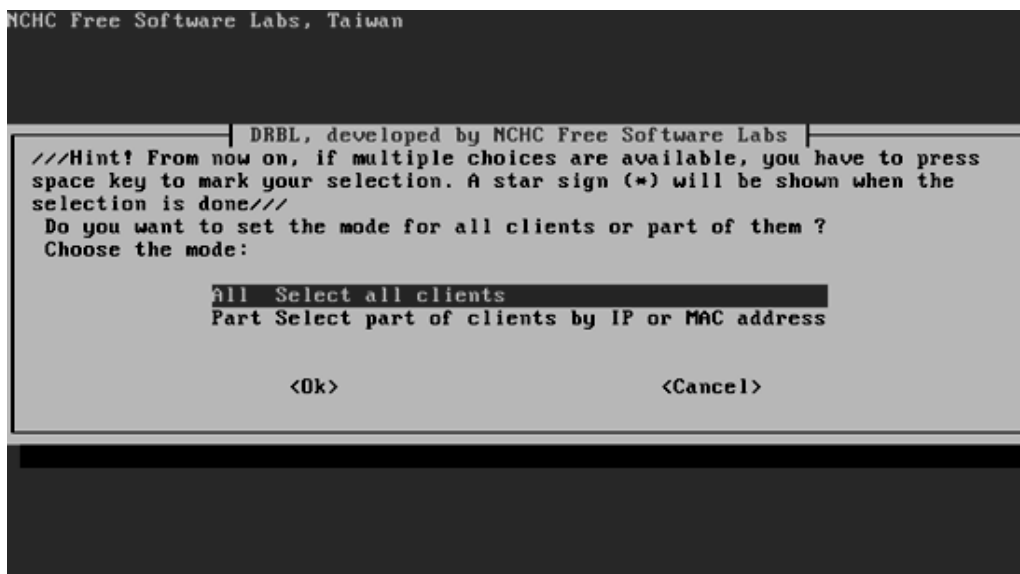 NCHC Free Software Labs, Taiwan
DRBL, developed by NCHC Free Software Labs
///Hint! From now on, if multiple choices are available, you have to press
space key to mark your selection. A star sign (*) will be shown when the
selection is done///
Do you want to set the mode for all clients or part of them ?
Choose the mode:
All Select all clients
Part Select part of clients by IP or MAC address
<Ok> <Cancel>